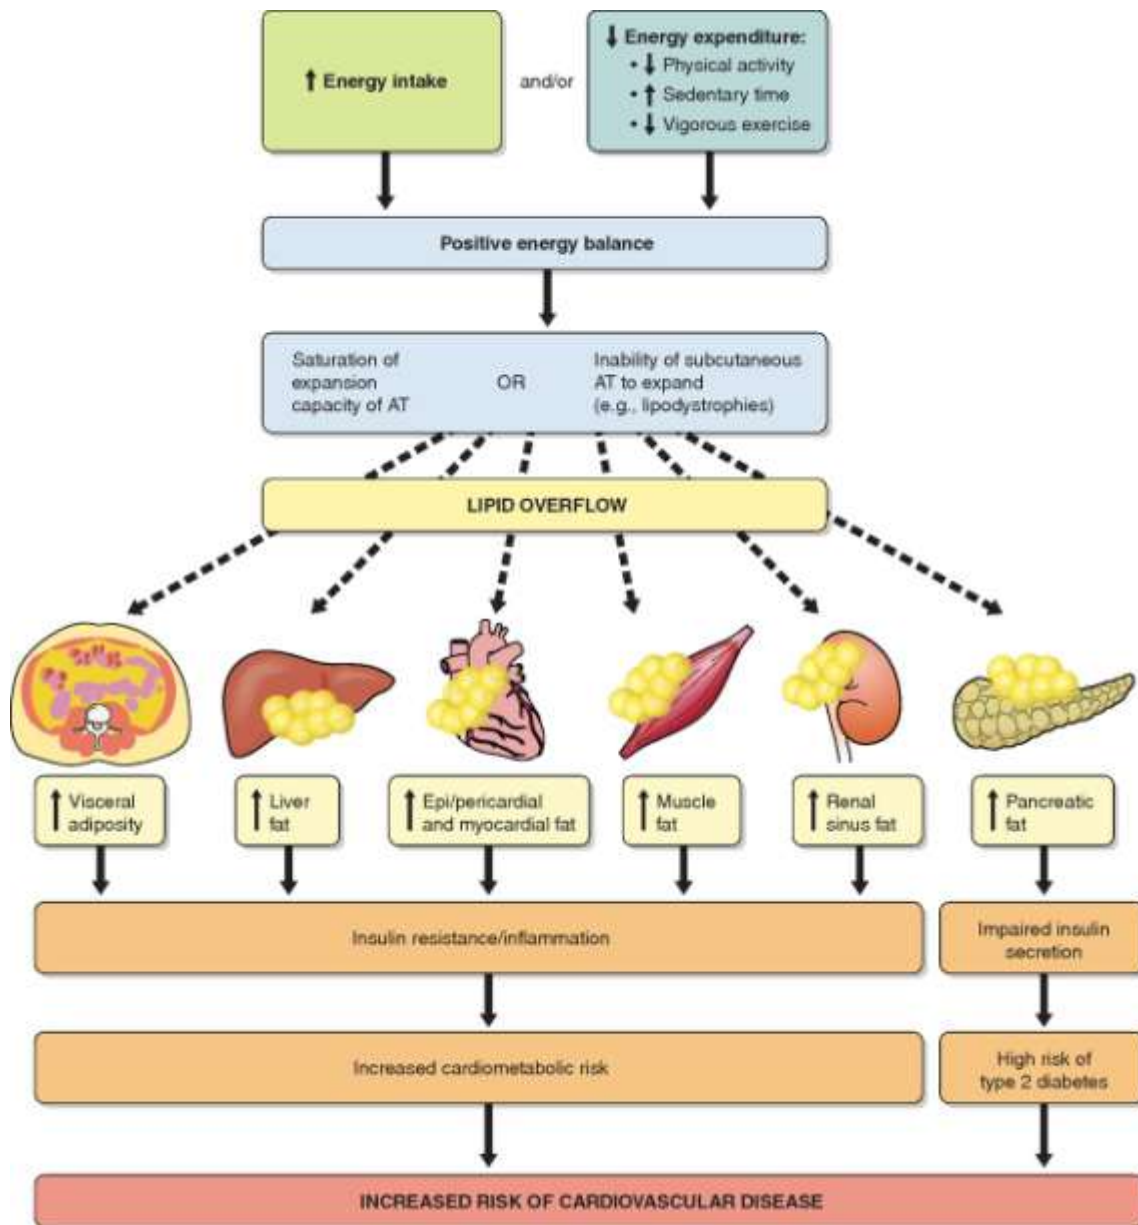 ↑ Energy intake
and/or
↓ Energy expenditure:
• ↓ Physical activity
• ↑ Sedentary time
• ↓ Vigorous exercise
Positive energy balance
Saturation of
expansion
capacity of AT
OR
Inability of subcutaneous
AT to expand
(e.g., lipodystrophies)
LIPID OVERFLOW
↑ Visceral
adiposity
↑ Liver
fat
↑ Epi/pericardial
and myocardial fat
↑ Muscle
fat
↑ Renal
sinus fat
↑ Pancreatic
fat
Insulin resistance/inflammation
Impaired insulin
secretion
Increased cardiometabolic risk
High risk of
type 2 diabetes
INCREASED RISK OF CARDIOVASCULAR DISEASE